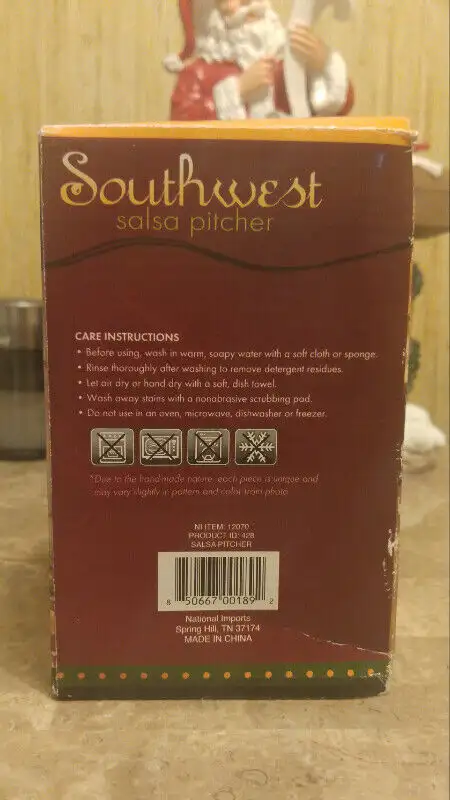 Southwest
salsa pitcher
CARE INSTRUCTIONS
• Before using, wash in warm, soapy water with a soft cloth or sponge.
• Rinse thoroughly after washing to remove detergent residues.
• Let air dry or hand dry with a soft, dish towel.
• Wash away stains with a nonabrasive scrubbing pad.
• Do not use in an oven, microwave, dishwasher or freezer.
*Due to the hand-made nature, each piece is unique and
may vary slightly in pattern and color from photo.
NI ITEM: 12070
PRODUCT ID: 428
SALSA PITCHER
8 50667 00189 2
National Imports
Spring Hill, TN 37174
MADE IN CHINA